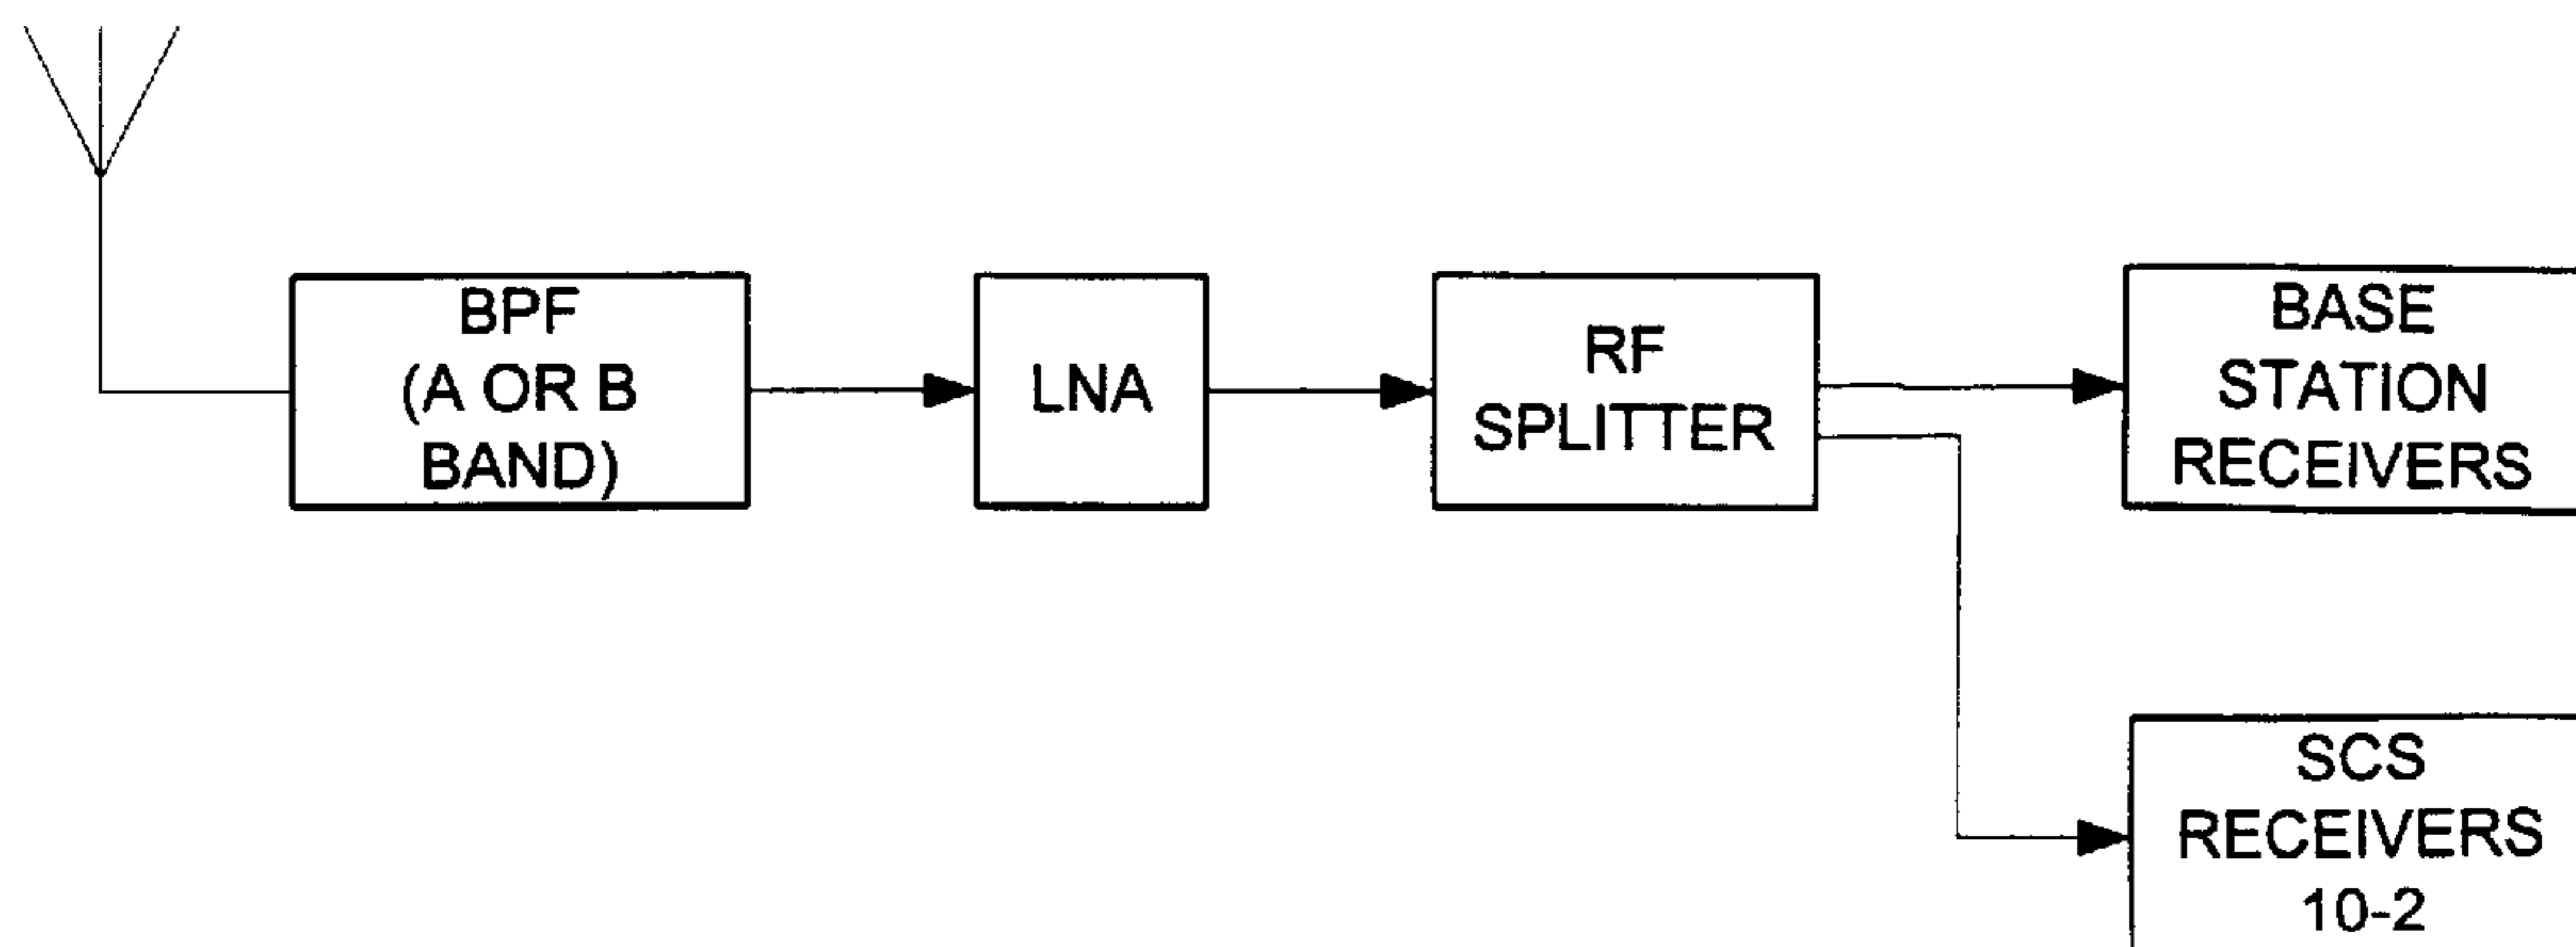 BPF
(A OR B
BAND)
LNA
RF
SPLITTER
BASE
STATION
RECEIVERS
SCS
RECEIVERS
10-2